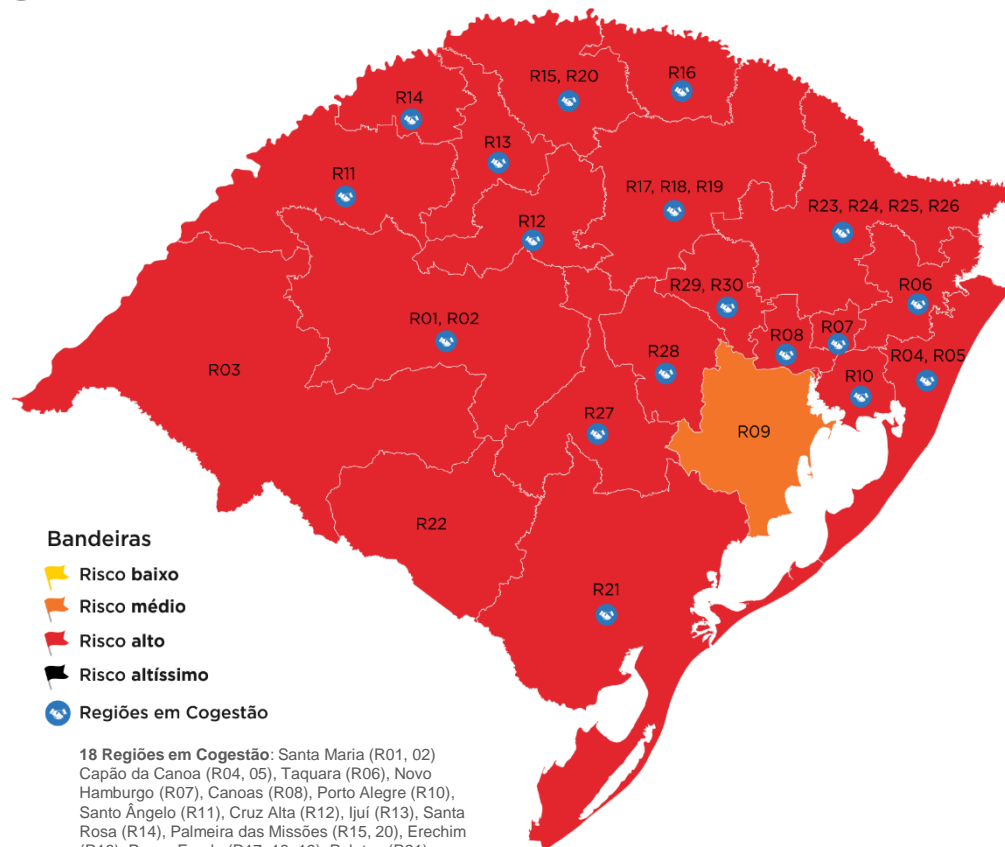 R15, R20
R16
R14
R13
R11
R17, R18, R19
R23, R24, R25, R26
R12
R06
R29, R30
R01, R02
R08
R07
R28
R04, R05
R03
R10
R27
R09
R22
R21
Bandeiras
Risco baixo
Risco médio
Risco alto
Risco altíssimo
Regiões em Cogestão
18 Regiões em Cogestão: Santa Maria (R01, 02)
Capão da Canoa (R04, 05), Taquara (R06), Novo
Hamburgo (R07), Canoas (R08), Porto Alegre (R10),
Santo Ângelo (R11), Cruz Alta (R12), Ijuí (R13), Santa
Rosa (R14), Palmeira das Missões (R15, 20), Erechim